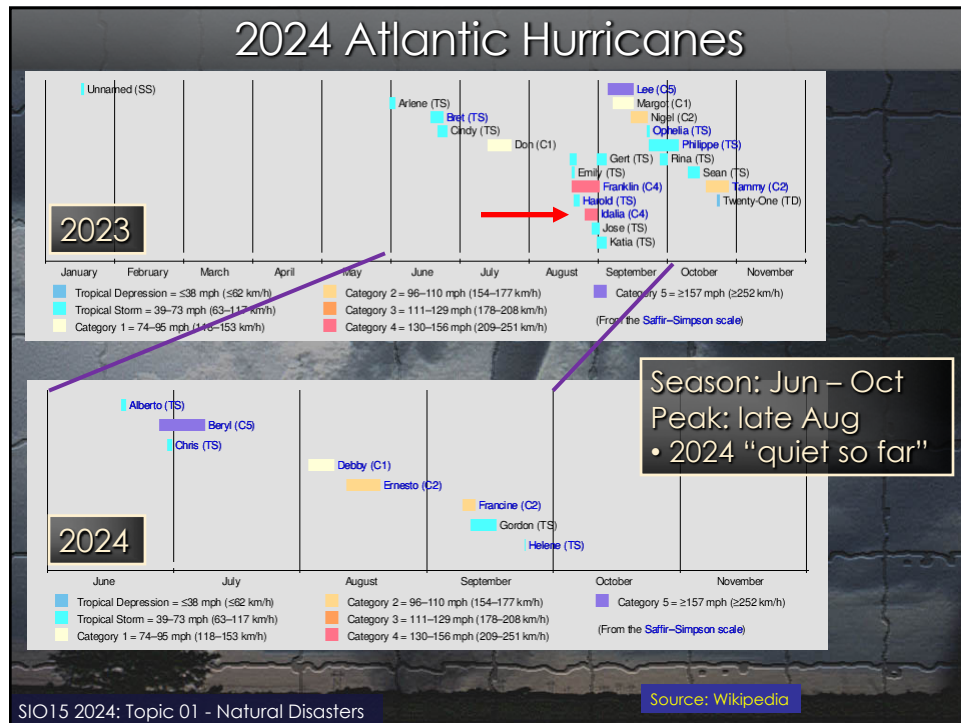 2024 Atlantic Hurricanes
Unnamed (SS)
Lee (C5)
Arlene (TS)
Margot (C1)
Bret (TS)
Nigel (C2)
Cindy (TS)
Ophelia (TS)
Don (C1)
Philippe (TS)
Gert (TS)
Rina (TS)
Emily (TS)
Sean (TS)
Franklin (C4)
Tammy (C2)
Harold (TS)
Twenty-One (TD)
Idalia (C4)
Jose (TS)
Katia (TS)
2023
January February March April May June July August September October November
Tropical Depression = ≤38 mph (≤62 km/h)
Tropical Storm = 39–73 mph (63–117 km/h)
Category 1 = 74–95 mph (118–153 km/h)
Category 2 = 96–110 mph (154–177 km/h)
Category 3 = 111–129 mph (178–208 km/h)
Category 4 = 130–156 mph (209–251 km/h)
Category 5 = ≥157 mph (≥252 km/h)
(From the Saffir–Simpson scale)
Season: Jun – Oct
Peak: late Aug
• 2024 “quiet so far”
Alberto (TS)
Beryl (C5)
Chris (TS)
Debby (C1)
Ernesto (C2)
Francine (C2)
Gordon (TS)
Helene (TS)
2024
June July August September October November
Tropical Depression = ≤38 mph (≤62 km/h)
Tropical Storm = 39–73 mph (63–117 km/h)
Category 1 = 74–95 mph (118–153 km/h)
Category 2 = 96–110 mph (154–177 km/h)
Category 3 = 111–129 mph (178–208 km/h)
Category 4 = 130–156 mph (209–251 km/h)
Category 5 = ≥157 mph (≥252 km/h)
(From the Saffir–Simpson scale)
Source: Wikipedia
SIO15 2024: Topic 01 - Natural Disasters